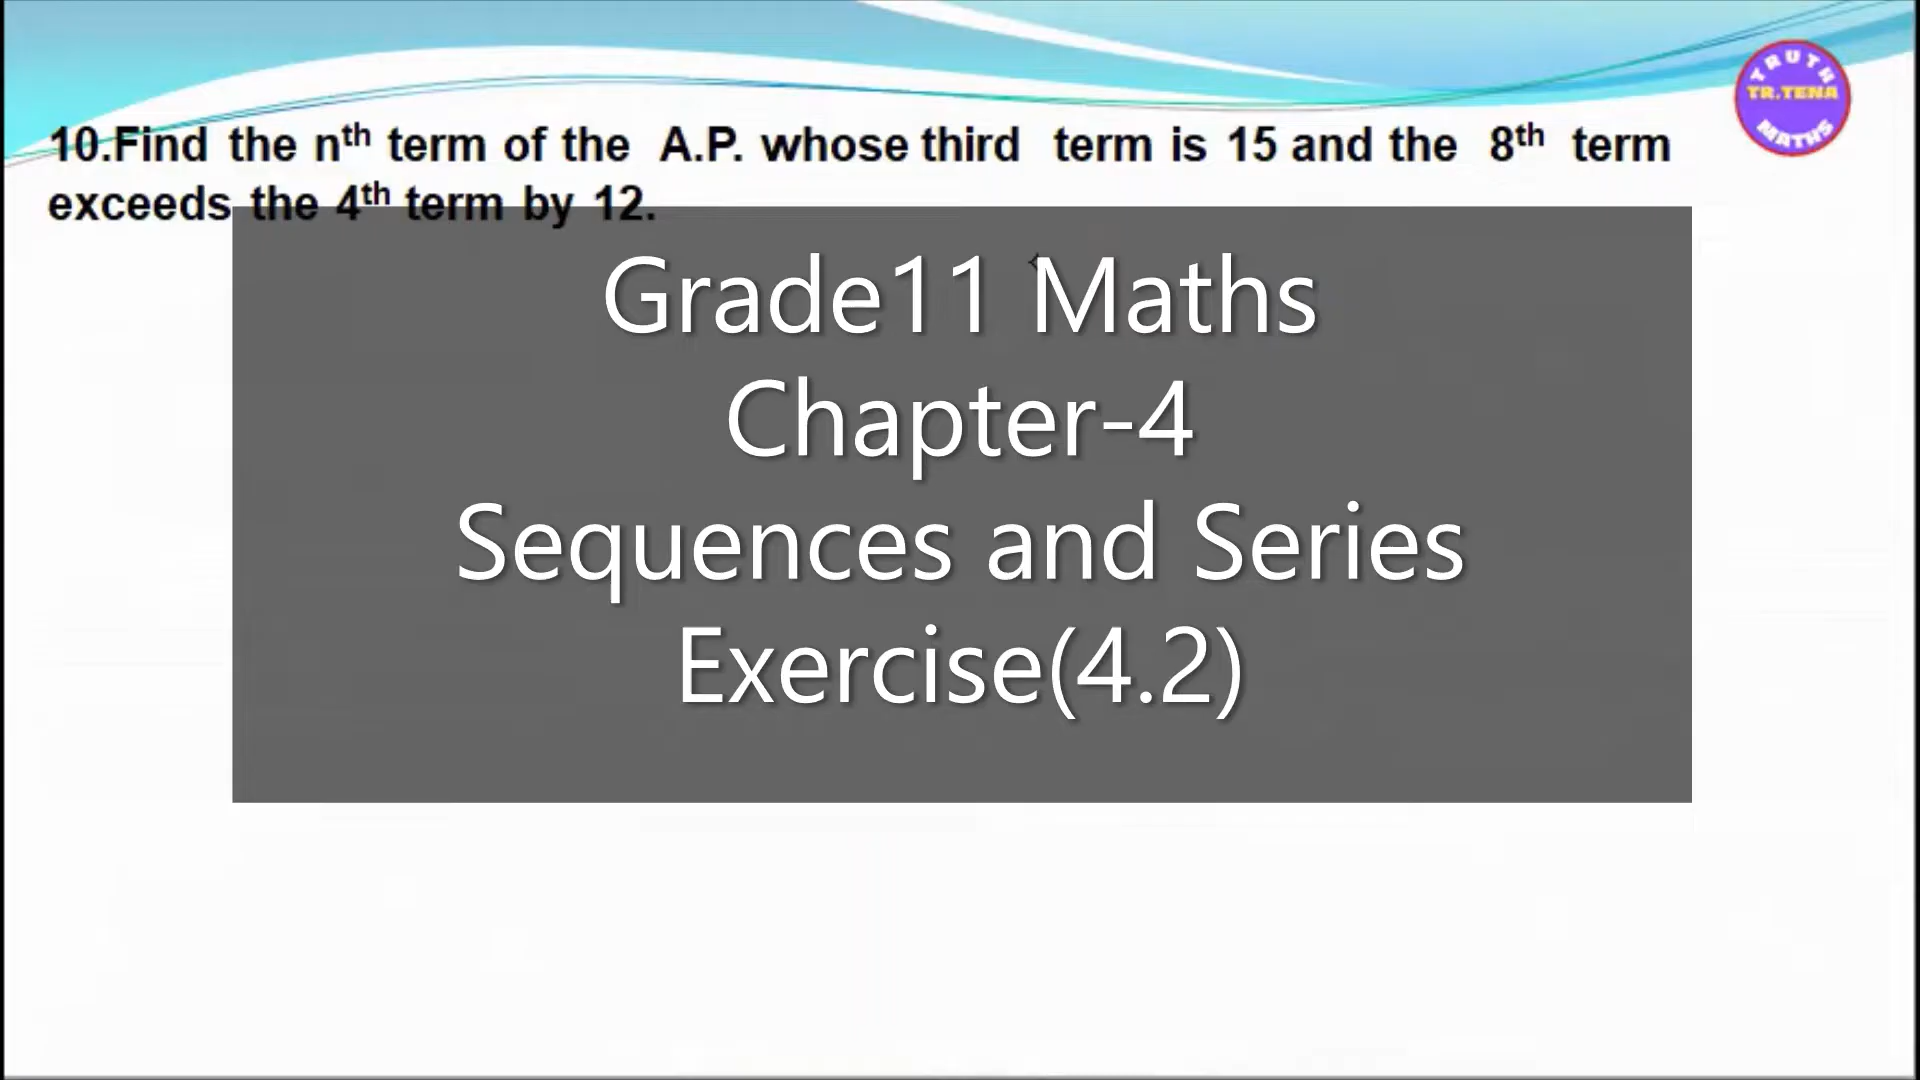 10.Find the nth term of the A.P. whose third term is 15 and the 8th term
exceeds the 4th term by 12.
TRUTH
TR.TENA
MATHS
Grade11 Maths
Chapter-4
Sequences and Series
Exercise(4.2)